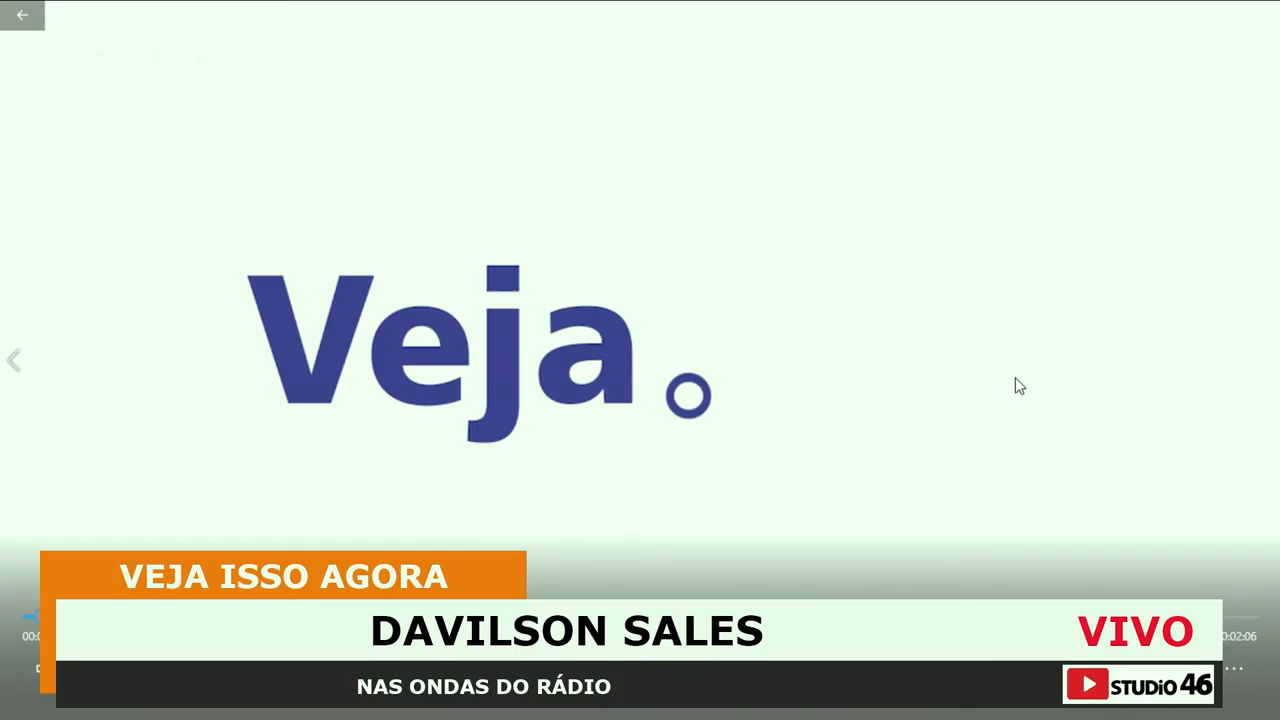 Veja
VEJA ISSO AGORA
DAVILSON SALES
VIVO
NAS ONDAS DO RÁDIO
STUDiO 46